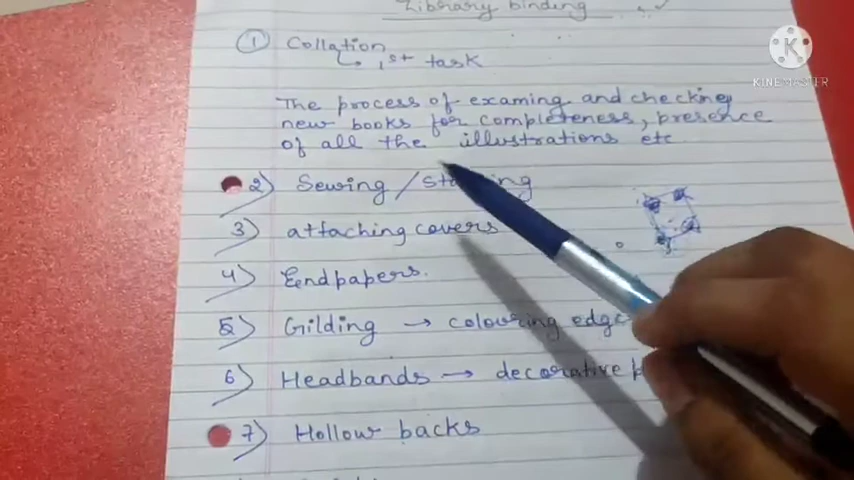 Library binding
① Collation
↳ 1st task
The process of examing and checking
new books for completeness, presence
of all the illustrations etc
2) Sewing /
3) attaching covers
4) Endpapers.
5) Gilding → colouring edge
6) Headbands → decorative
7) Hollow backs
KINEMASTER